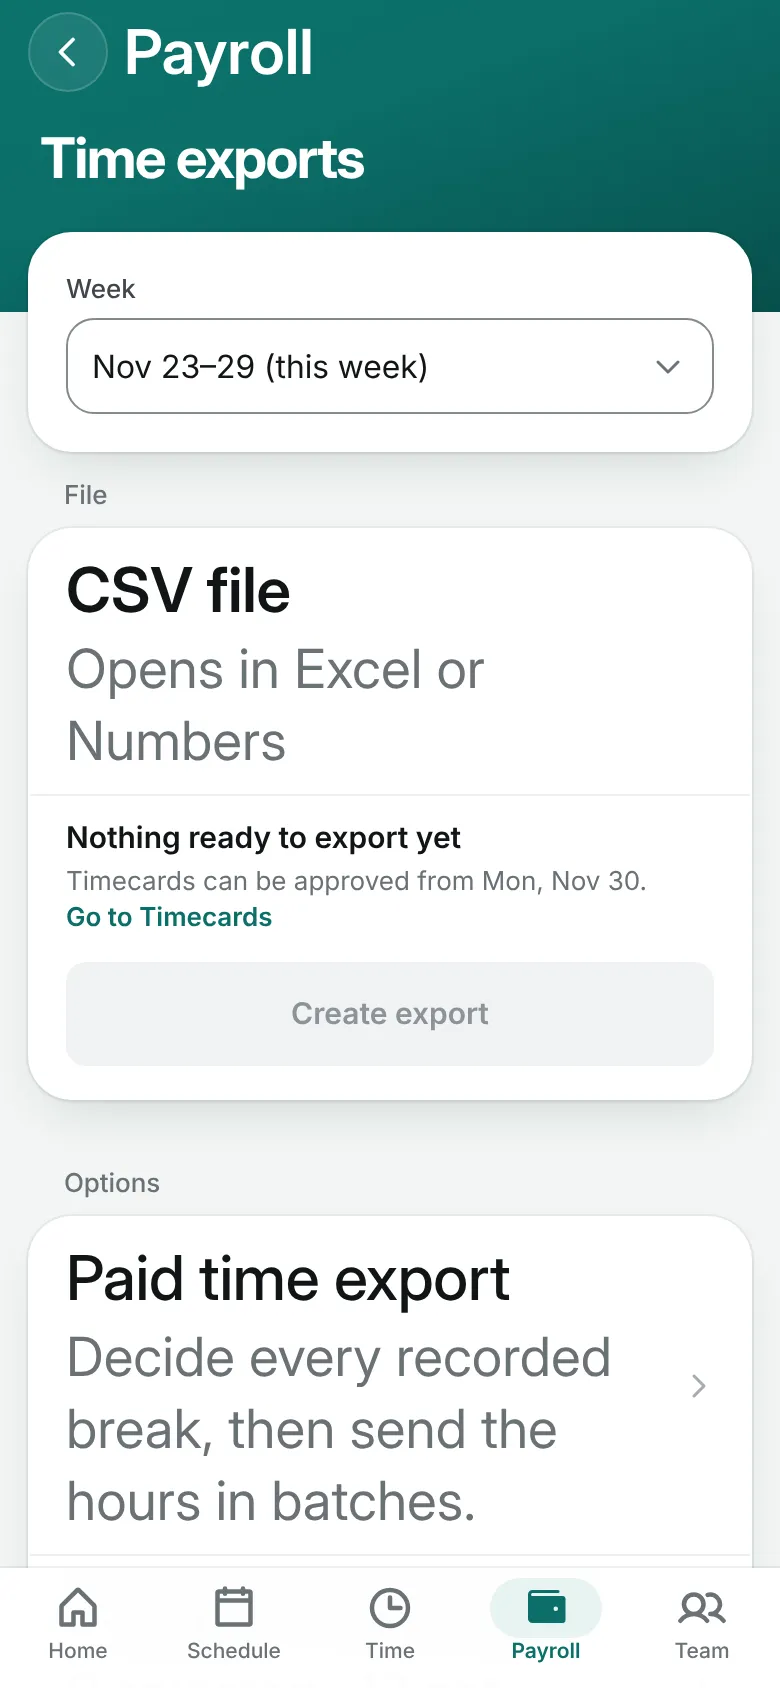 Payroll
Time exports
Week
Nov 23–29 (this week)
File
CSV file
Opens in Excel or
Numbers
Nothing ready to export yet
Timecards can be approved from Mon, Nov 30.
Go to Timecards
Create export
Options
Paid time export
Decide every recorded
break, then send the
hours in batches.
Home
Schedule
Time
Payroll
Team